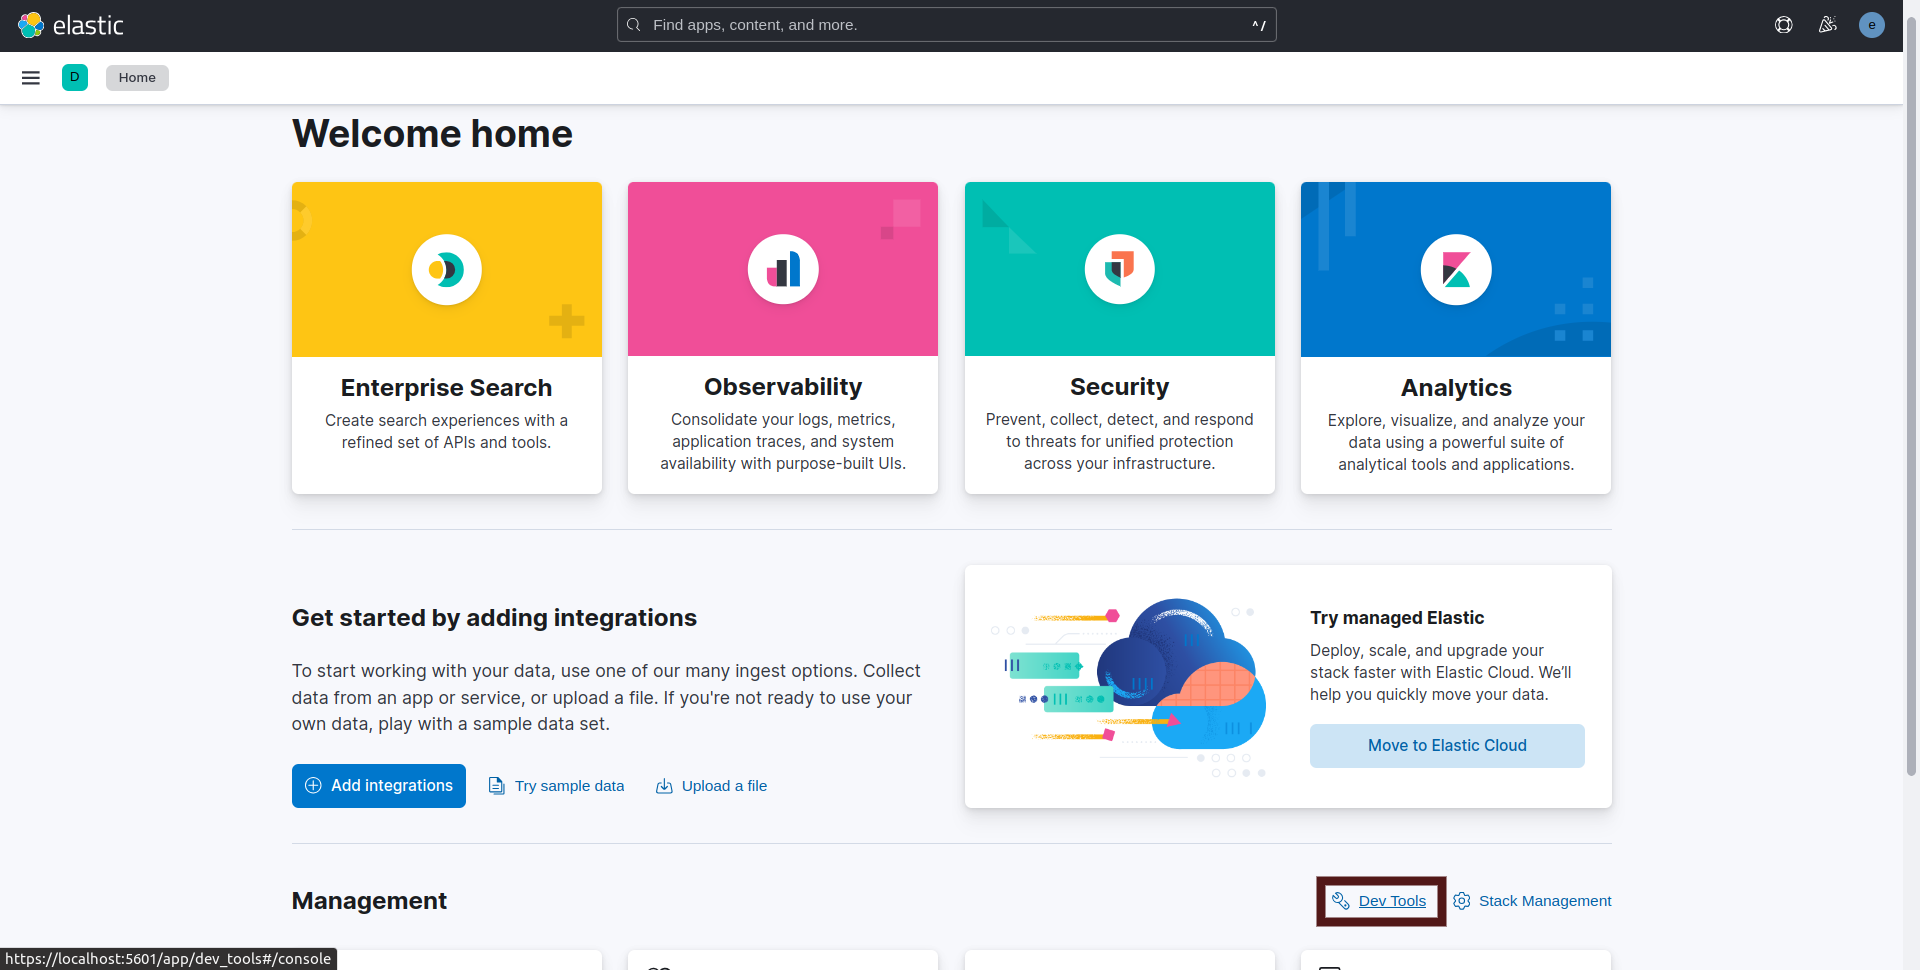 elastic
Find apps, content, and more.
^/
e
D
Home
Welcome home
Enterprise Search
Create search experiences with a
refined set of APIs and tools.
Observability
Consolidate your logs, metrics,
application traces, and system
availability with purpose-built UIs.
Security
Prevent, collect, detect, and respond
to threats for unified protection
across your infrastructure.
Analytics
Explore, visualize, and analyze your
data using a powerful suite of
analytical tools and applications.
Get started by adding integrations
To start working with your data, use one of our many ingest options. Collect
data from an app or service, or upload a file. If you're not ready to use your
own data, play with a sample data set.
Add integrations
Try sample data
Upload a file
Try managed Elastic
Deploy, scale, and upgrade your
stack faster with Elastic Cloud. We’ll
help you quickly move your data.
Move to Elastic Cloud
Management
Dev Tools
Stack Management
https://localhost:5601/app/dev_tools#/console